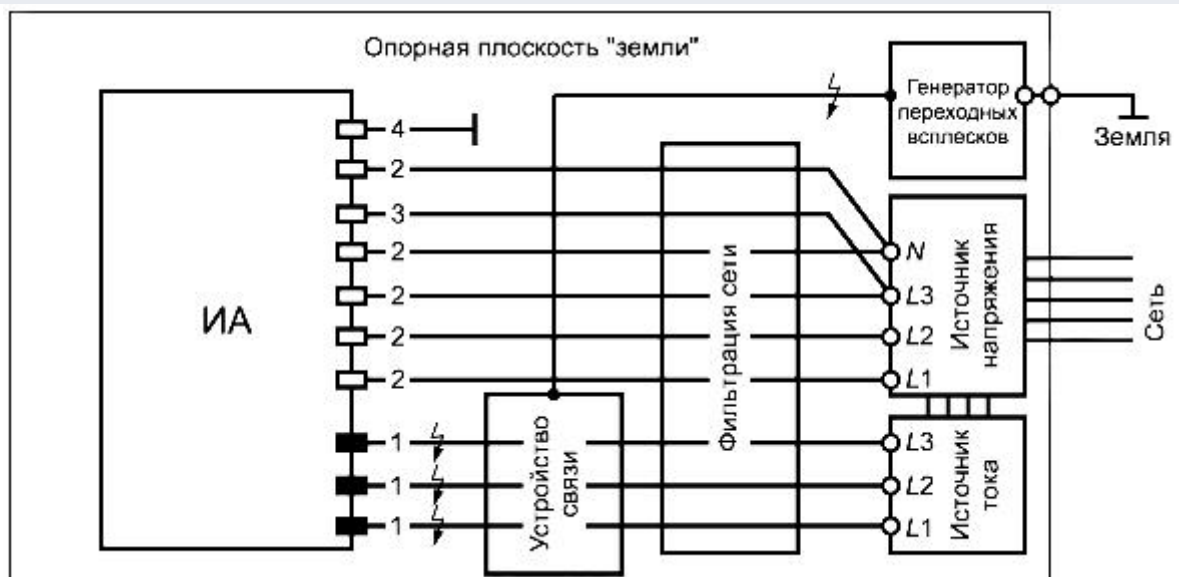 Опорная плоскость "земли"
Генератор
переходных
всплесков
Земля
4
2
3
2
2
2
2
1
1
1
ИА
Устройство
связи
Фильтрация сети
N
L3
L2
L1
Источник
напряжения
Сеть
L3
L2
L1
Источник
тока